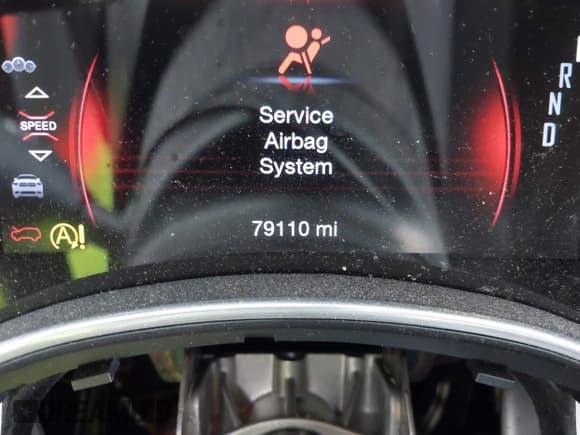 Service
Airbag
System
SPEED
79110 mi
R
N
D
A!